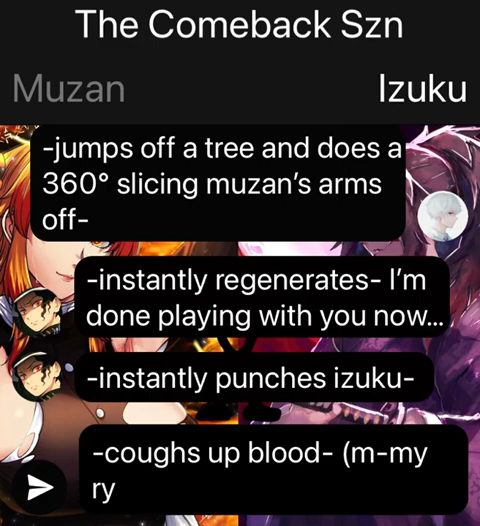 The Comeback Szn
Muzan
Izuku
-jumps off a tree and does a
360° slicing muzan’s arms
off-
-instantly regenerates- I’m
done playing with you now...
-instantly punches izuku-
-coughs up blood- (m-my
ry